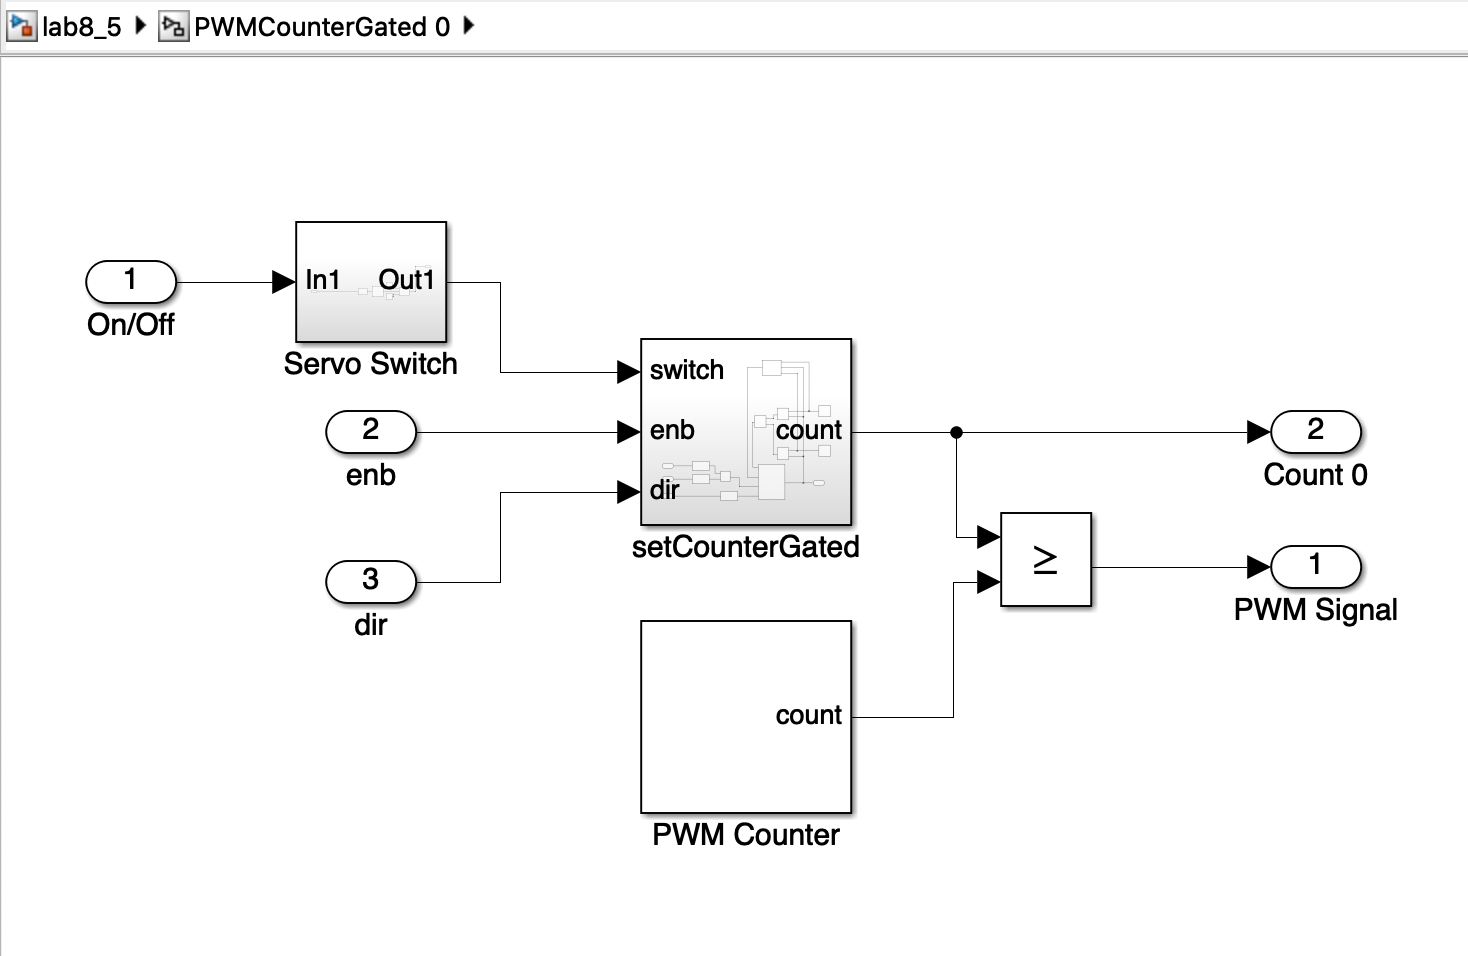 lab8_5 PWMCounterGated 0
1
On/Off
In1 Out1
Servo Switch
2
enb
3
dir
switch
enb count
dir
setCounterGated
count
PWM Counter
≥
2
Count 0
1
PWM Signal